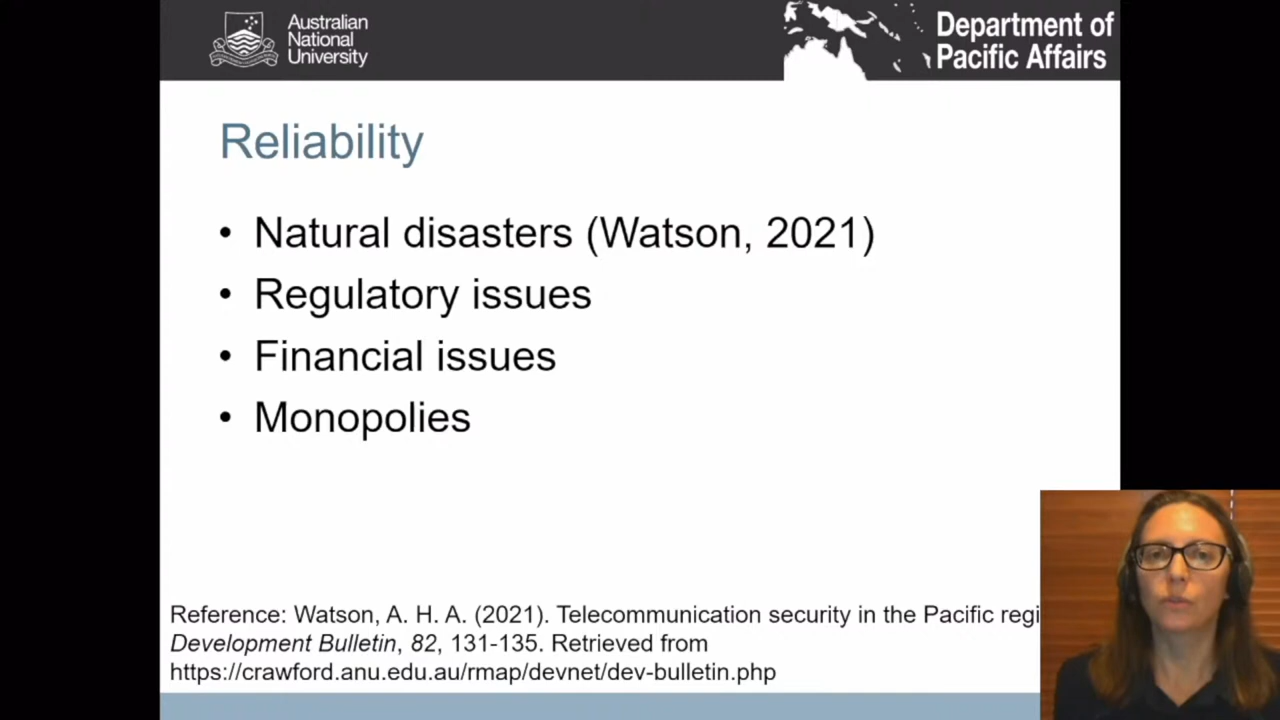 Australian
National
University
Department of
Pacific Affairs
Reliability
• Natural disasters (Watson, 2021)
• Regulatory issues
• Financial issues
• Monopolies
Reference: Watson, A. H. A. (2021). Telecommunication security in the Pacific regi
Development Bulletin, 82, 131-135. Retrieved from
https://crawford.anu.edu.au/rmap/devnet/dev-bulletin.php